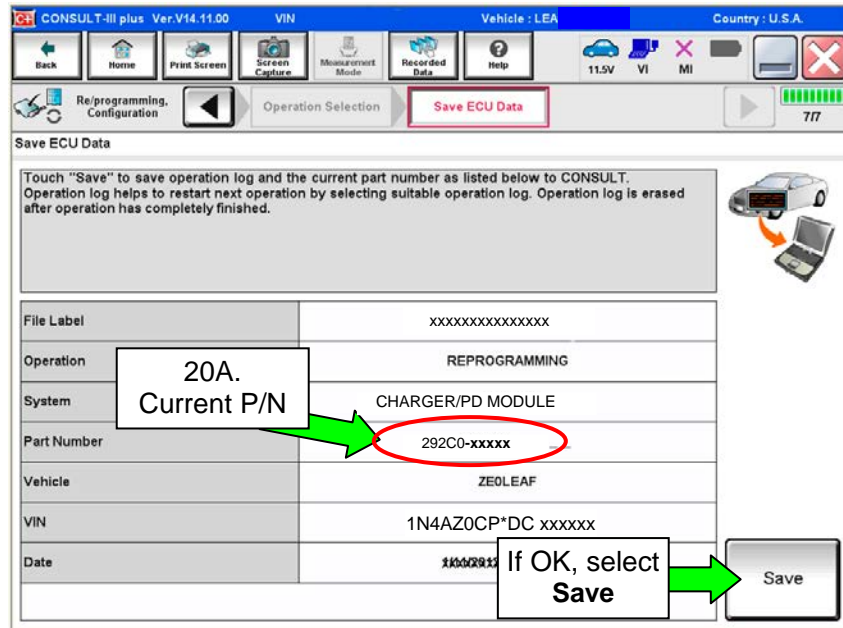 CONSULT-III plus Ver.V14.11.00 VIN Vehicle : LEA Country : U.S.A.
Back Home Print Screen Screen Capture Measurement Mode Recorded Data Help 11.5V VI MI
Re/programming, Configuration Operation Selection Save ECU Data 7/7
Save ECU Data
Touch "Save" to save operation log and the current part number as listed below to CONSULT.
Operation log helps to restart next operation by selecting suitable operation log. Operation log is erased
after operation has completely finished.
File Label xxxxxxxxxxxxxxx
Operation REPROGRAMMING
20A.
Current P/N
System CHARGER/PD MODULE
Part Number 292C0-xxxxx
Vehicle ZE0LEAF
VIN 1N4AZ0CP*DC xxxxxx
Date
If OK, select
Save
Save